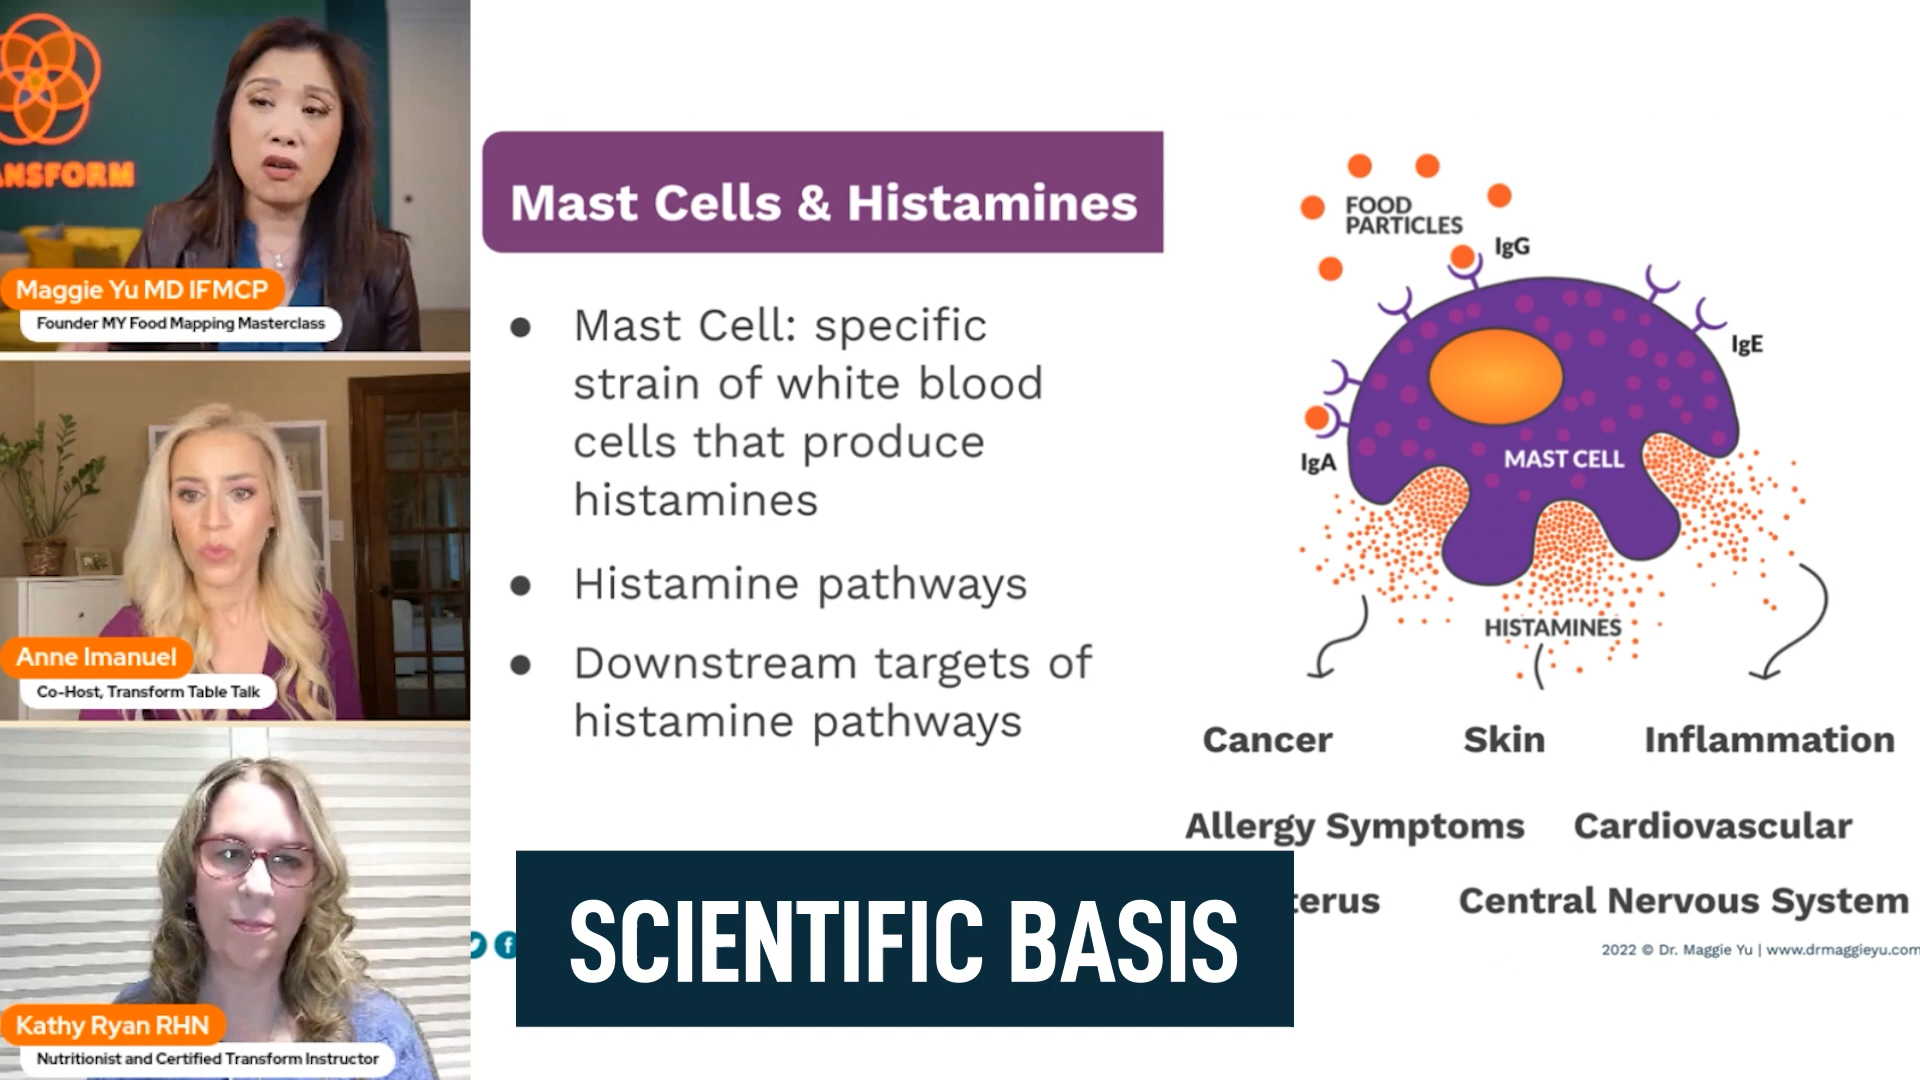 ANSFORM
Maggie Yu MD IFMCP
Founder MY Food Mapping Masterclass
Anne Imanuel
Co-Host, Transform Table Talk
Kathy Ryan RHN
Nutritionist and Certified Transform Instructor
Mast Cells & Histamines
● Mast Cell: specific
strain of white blood
cells that produce
histamines
● Histamine pathways
● Downstream targets of
histamine pathways
FOOD
PARTICLES
IgG
IgE
IgA
MAST CELL
HISTAMINES
Cancer
Skin
Inflammation
Allergy Symptoms
Cardiovascular
terus
Central Nervous System
2022 © Dr. Maggie Yu | www.drmaggieyu.com
SCIENTIFIC BASIS